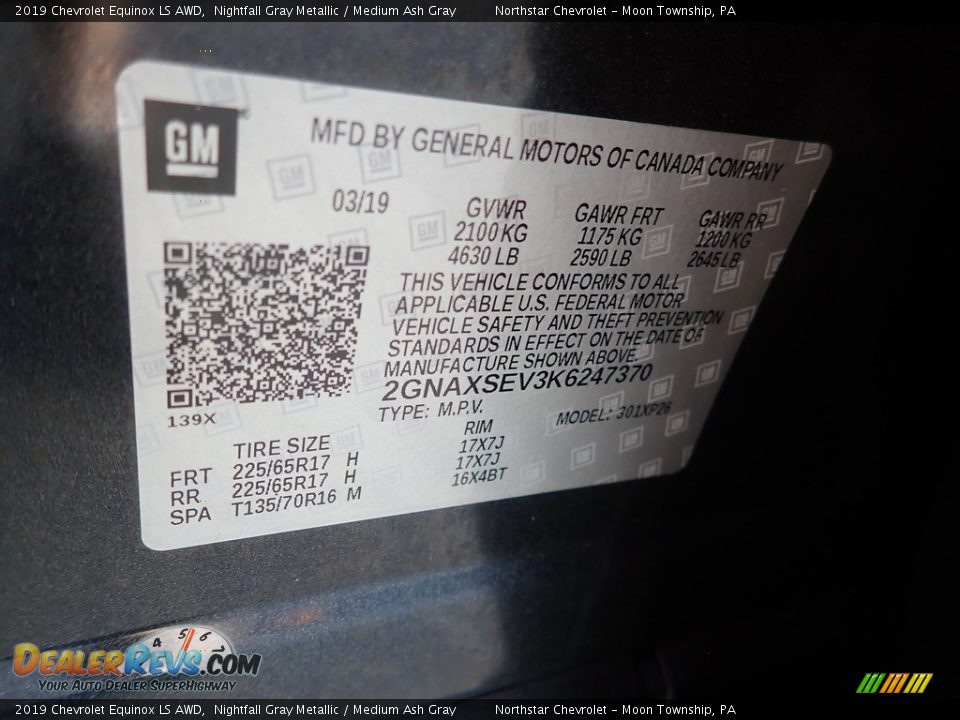 2019 Chevrolet Equinox LS AWD, Nightfall Gray Metallic / Medium Ash Gray Northstar Chevrolet - Moon Township, PA
GM
MFD BY GENERAL MOTORS OF CANADA COMPANY
03/19 GVWR GAWR FRT GAWR RR
2100 KG 1175 KG 1200 KG
4630 LB 2590 LB 2645 LB
THIS VEHICLE CONFORMS TO ALL
APPLICABLE U.S. FEDERAL MOTOR
VEHICLE SAFETY AND THEFT PREVENTION
STANDARDS IN EFFECT ON THE DATE OF
MANUFACTURE SHOWN ABOVE.
2GNAXSEV3K6247370
139X
TYPE: M.P.V. MODEL: 301XP26
TIRE SIZE RIM
FRT 225/65R17 H 17X7J
RR 225/65R17 H 17X7J
SPA T135/70R16 M 16X4BT
4 5 6 7
DealerRevs.com
Your Auto Dealer SuperHighway
2019 Chevrolet Equinox LS AWD, Nightfall Gray Metallic / Medium Ash Gray Northstar Chevrolet - Moon Township, PA